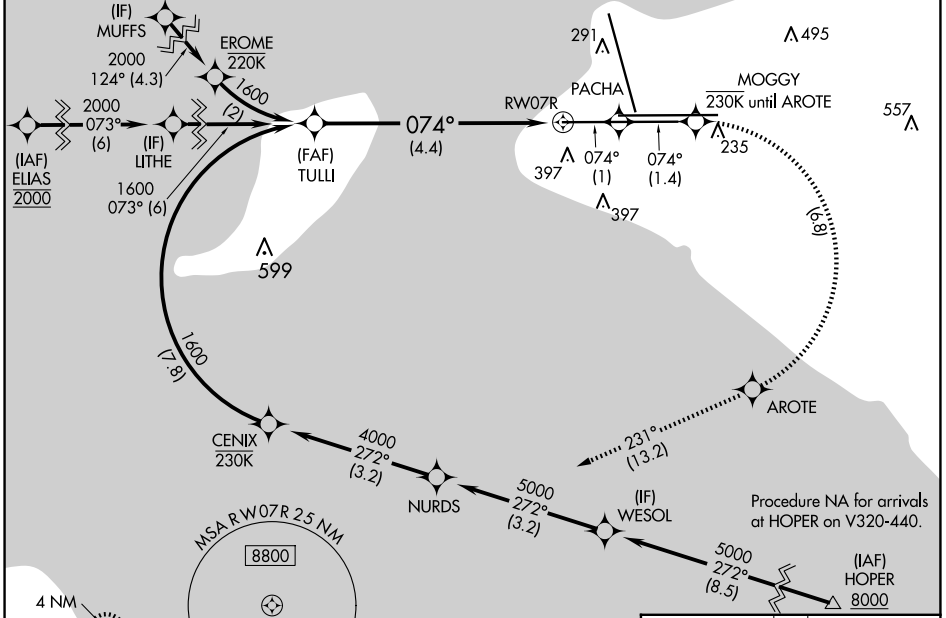 (IF)
MUFFS
2000
124° (4.3)
EROME
220K
1600
(2)
291
495
PACHA
MOGGY
230K until AROTE
557
RW07R
2000
073°
(6)
(IAF)
ELIAS
2000
(IF)
LITHE
(FAF)
TULLI
074°
(4.4)
397
074°
(1)
074°
(1.4)
235
1600
073° (6)
397
599
(6.8)
1600
(7.8)
AROTE
231°
(13.2)
CENIX
230K
4000
272°
(3.2)
NURDS
5000
272°
(3.2)
(IF)
WESOL
Procedure NA for arrivals
at HOPER on V320-440.
5000
272°
(8.5)
(IAF)
HOPER
8000
MSA RW07R 25 NM
8800
4 NM